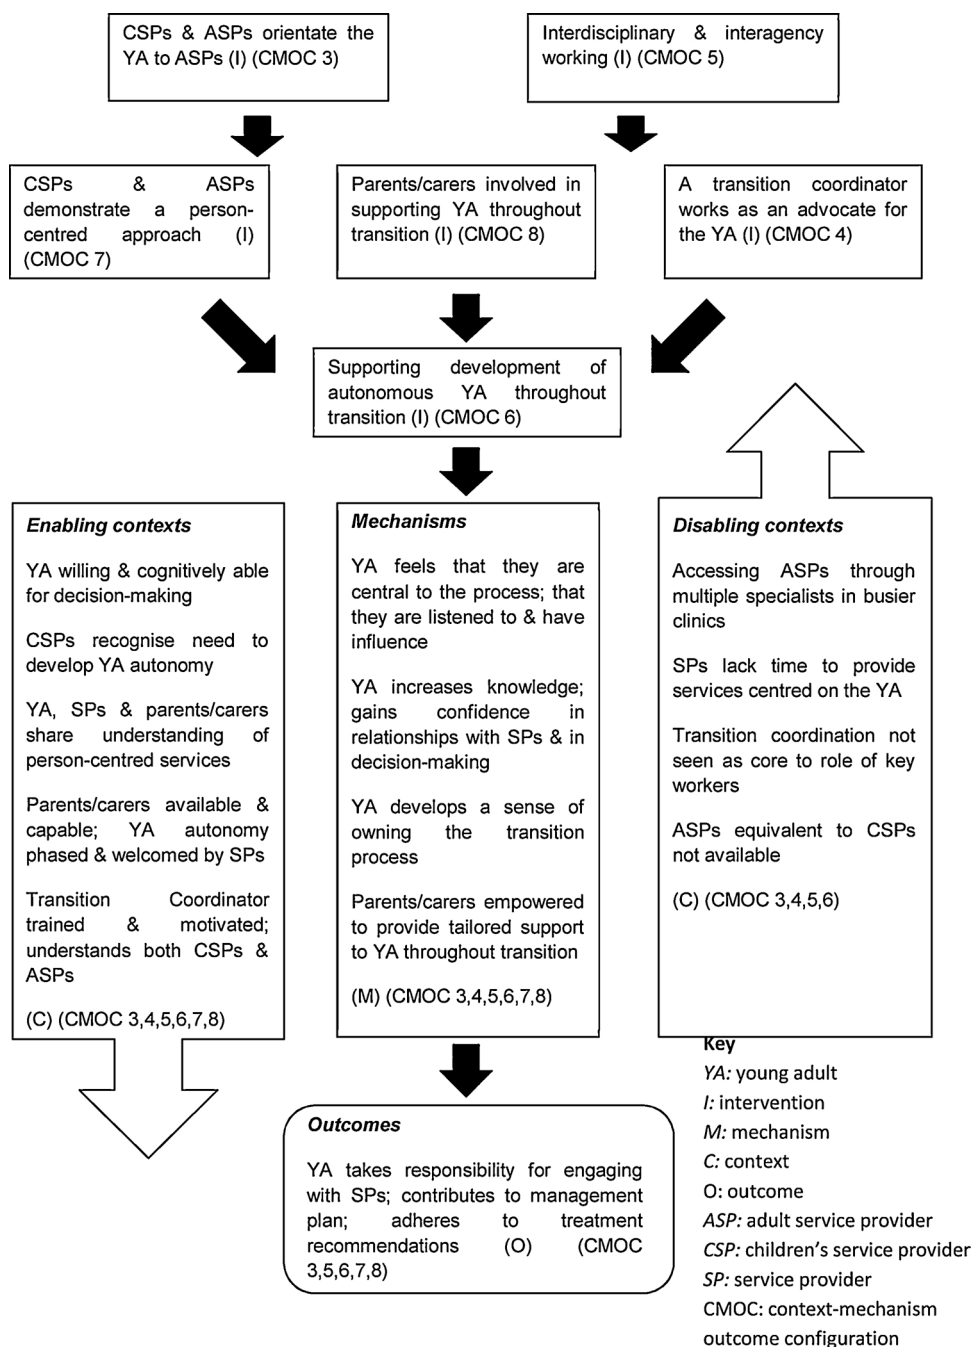 CSPs & ASPs orientate the
YA to ASPs (I) (CMOC 3)
Interdisciplinary & interagency
working (I) (CMOC 5)
CSPs & ASPs
demonstrate a person-
centred approach (I)
(CMOC 7)
Parents/carers involved in
supporting YA throughout
transition (I) (CMOC 8)
A transition coordinator
works as an advocate for
the YA (I) (CMOC 4)
Supporting development of
autonomous YA throughout
transition (I) (CMOC 6)
Enabling contexts
YA willing & cognitively able
for decision-making
CSPs recognise need to
develop YA autonomy
YA, SPs & parents/carers
share understanding of
person-centred services
Parents/carers available &
capable; YA autonomy
phased & welcomed by SPs
Transition Coordinator
trained & motivated;
understands both CSPs &
ASPs
(C) (CMOC 3,4,5,6,7,8)
Mechanisms
YA feels that they are
central to the process; that
they are listened to & have
influence
YA increases knowledge;
gains confidence in
relationships with SPs & in
decision-making
YA develops a sense of
owning the transition
process
Parents/carers empowered
to provide tailored support
to YA throughout transition
(M) (CMOC 3,4,5,6,7,8)
Disabling contexts
Accessing ASPs through
multiple specialists in busier
clinics
SPs lack time to provide
services centred on the YA
Transition coordination not
seen as core to role of key
workers
ASPs equivalent to CSPs
not available
(C) (CMOC 3,4,5,6)
Outcomes
YA takes responsibility for engaging
with SPs; contributes to management
plan; adheres to treatment
recommendations (O) (CMOC
3,5,6,7,8)
Key
YA: young adult
I: intervention
M: mechanism
C: context
O: outcome
ASP: adult service provider
CSP: children's service provider
SP: service provider
CMOC: context-mechanism
outcome configuration